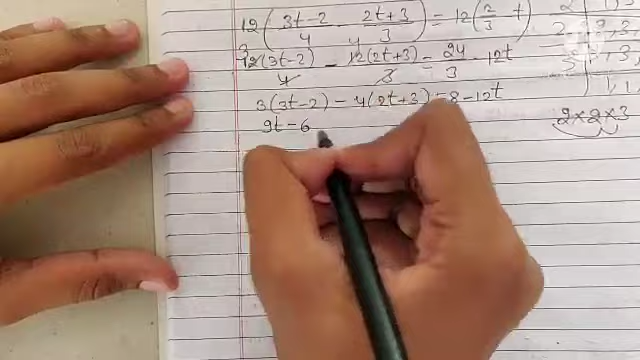 12(3t-2/4 - 2t+3/3) = 12(2/3 - t) 2
12(3t-2)/4 - 12(2t+3)/3 = 24/3 - 12t
3(3t-2) - 4(2t+3) = 8-12t
9t-6
2×2×3